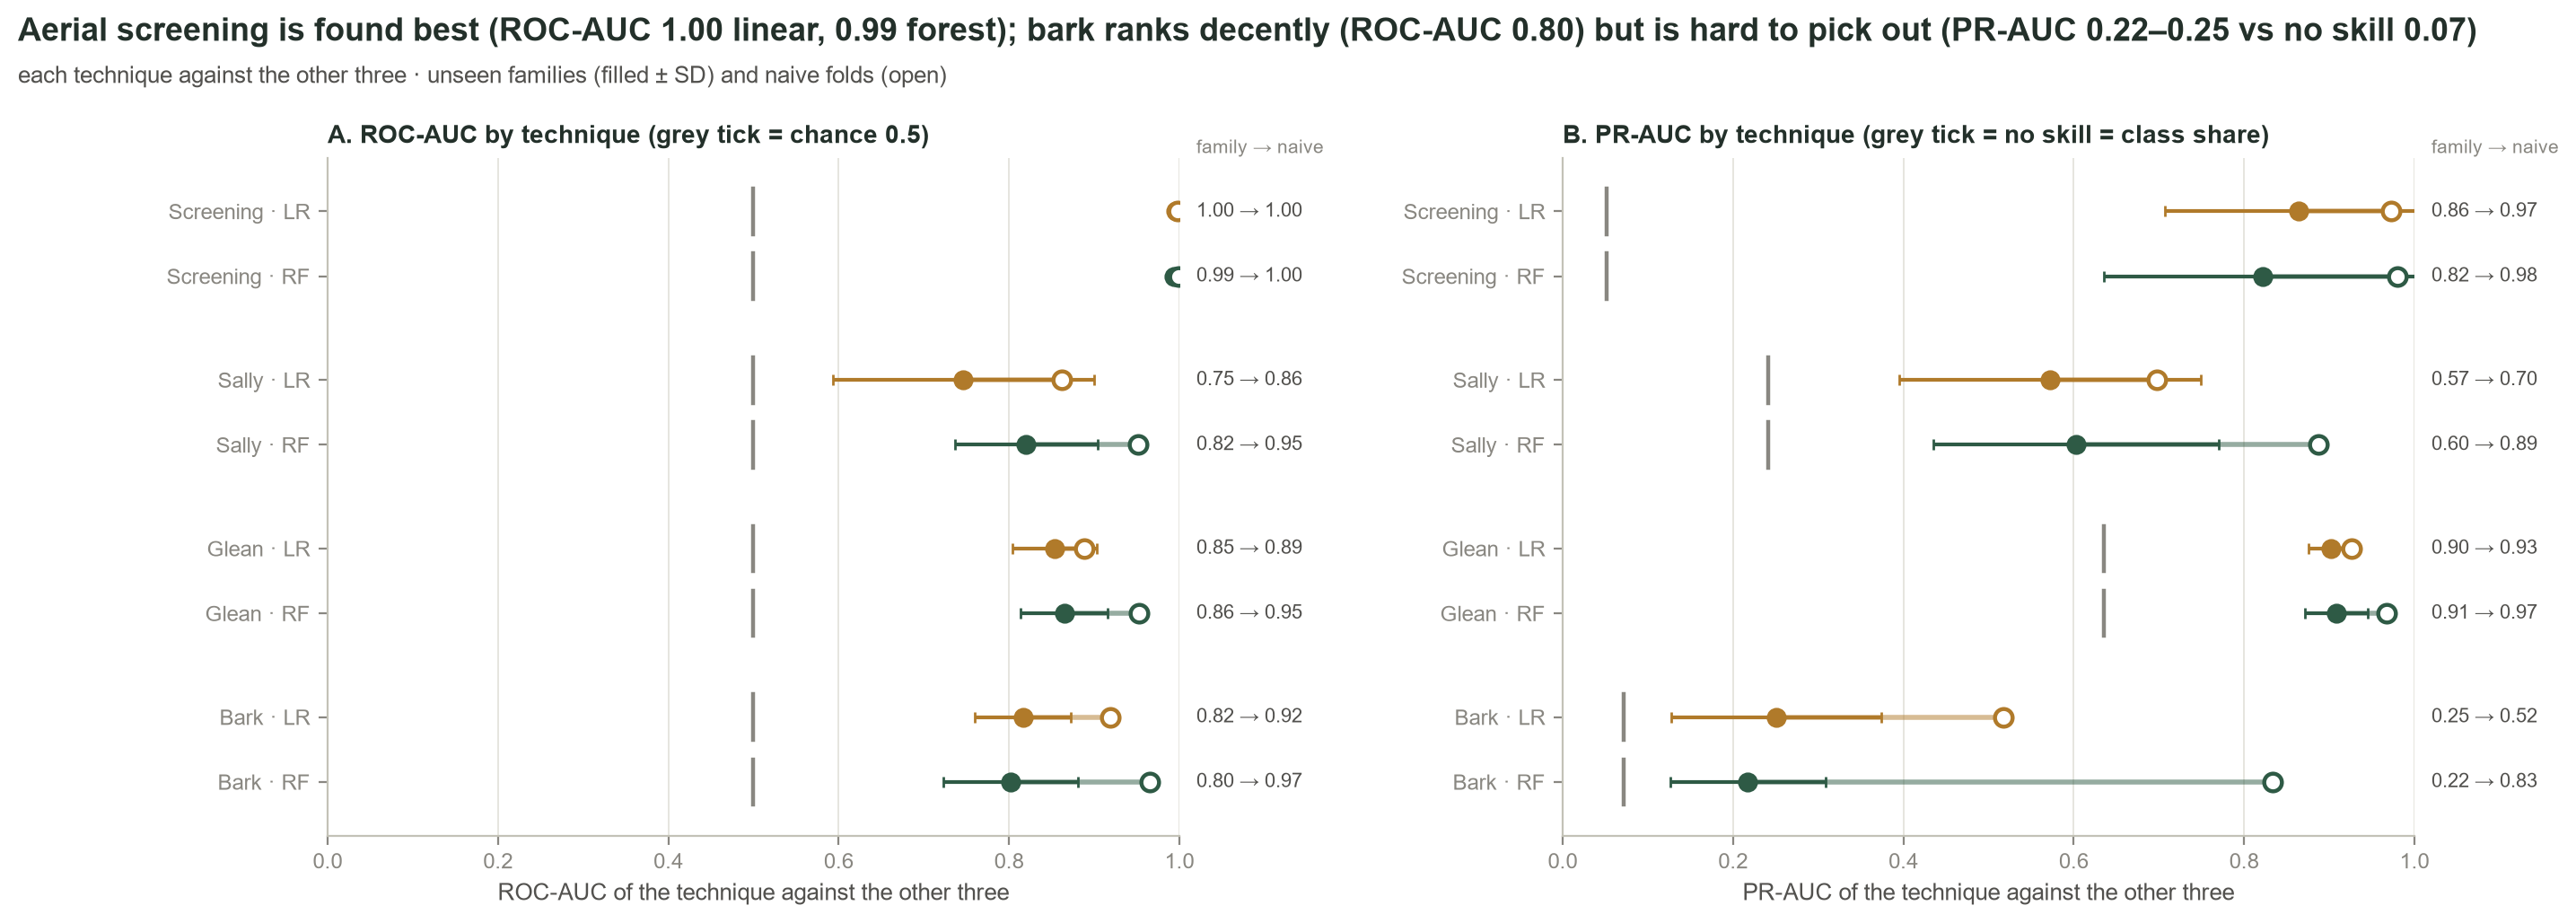 Aerial screening is found best (ROC-AUC 1.00 linear, 0.99 forest); bark ranks decently (ROC-AUC 0.80) but is hard to pick out (PR-AUC 0.22–0.25 vs no skill 0.07)
each technique against the other three · unseen families (filled ± SD) and naive folds (open)
A. ROC-AUC by technique (grey tick = chance 0.5)
family → naive
Screening · LR
1.00 → 1.00
Screening · RF
0.99 → 1.00
Sally · LR
0.75 → 0.86
Sally · RF
0.82 → 0.95
Glean · LR
0.85 → 0.89
Glean · RF
0.86 → 0.95
Bark · LR
0.82 → 0.92
Bark · RF
0.80 → 0.97
0.0 0.2 0.4 0.6 0.8 1.0
ROC-AUC of the technique against the other three
B. PR-AUC by technique (grey tick = no skill = class share)
family → naive
Screening · LR
0.86 → 0.97
Screening · RF
0.82 → 0.98
Sally · LR
0.57 → 0.70
Sally · RF
0.60 → 0.89
Glean · LR
0.90 → 0.93
Glean · RF
0.91 → 0.97
Bark · LR
0.25 → 0.52
Bark · RF
0.22 → 0.83
0.0 0.2 0.4 0.6 0.8 1.0
PR-AUC of the technique against the other three